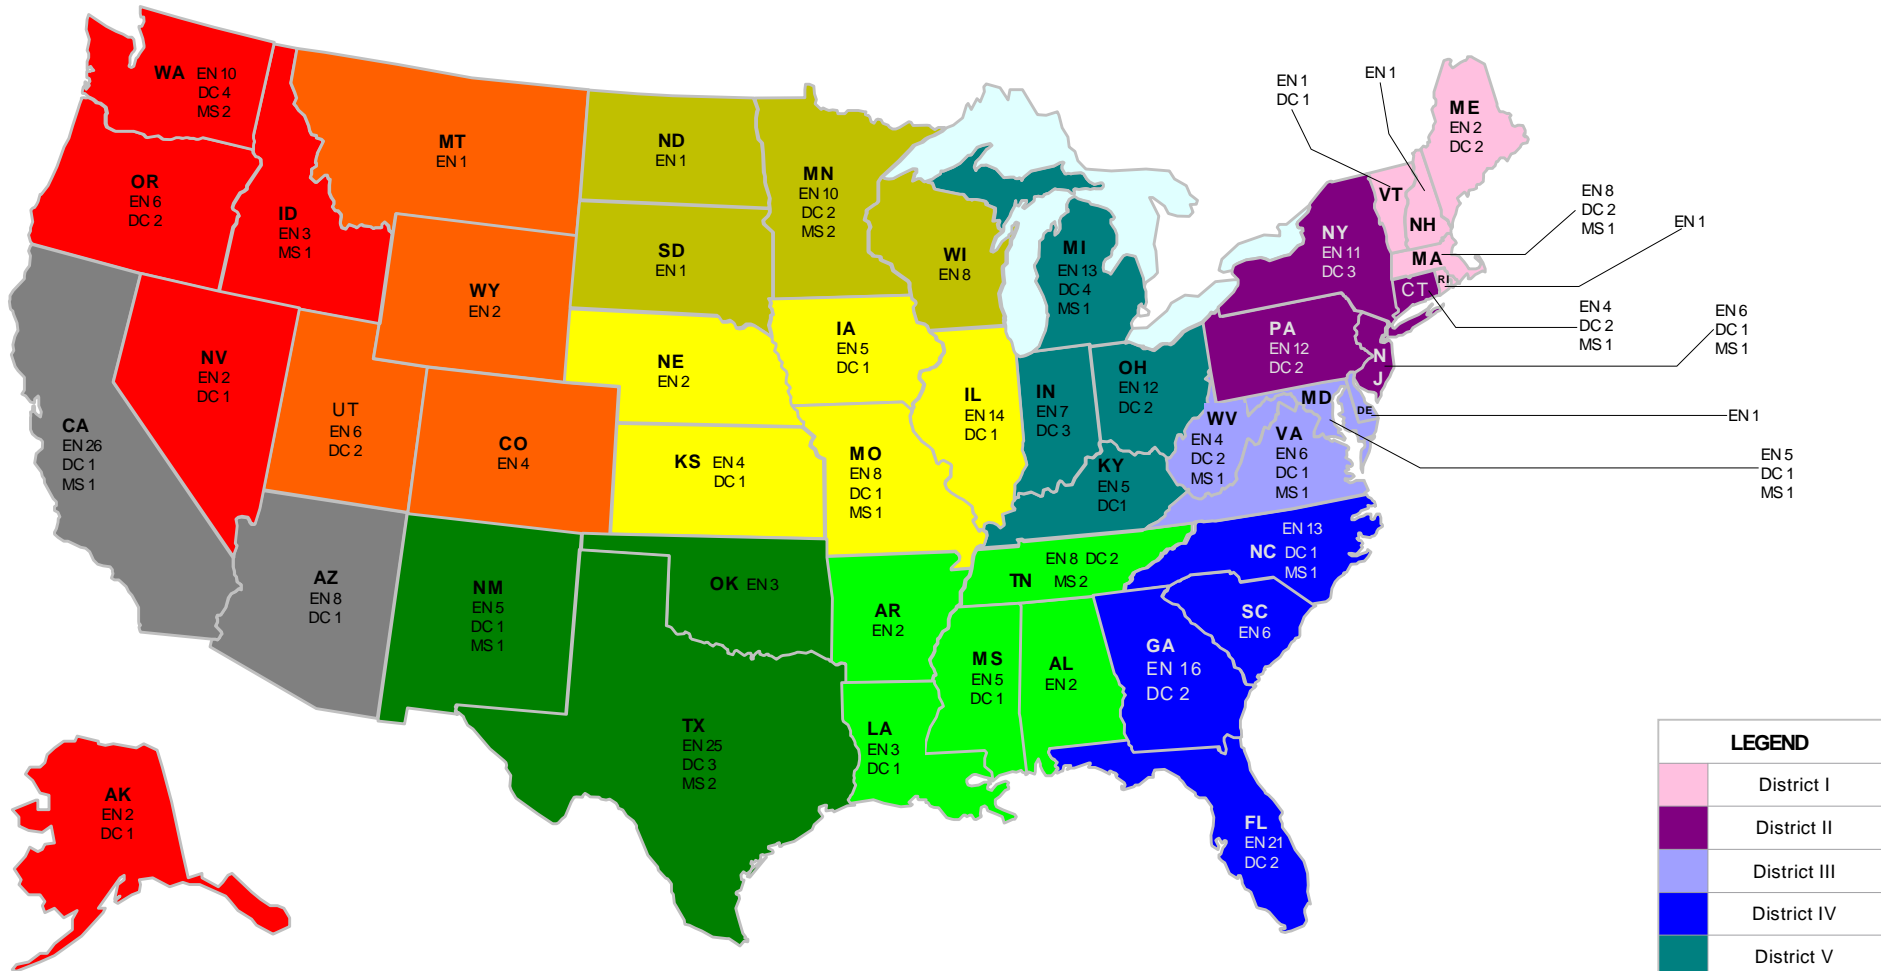 WA EN 10
DC 4
MS 2
OR
EN 6
DC 2
ID
EN 3
MS 1
MT
EN 1
ND
EN 1
MN
EN 10
DC 2
MS 2
SD
EN 1
WI
EN 8
WY
EN 2
NV
EN 2
DC 1
CA
EN 26
DC 1
MS 1
UT
EN 6
DC 2
CO
EN 4
NE
EN 2
IA
EN 5
DC 1
KS EN 4
DC 1
MO
EN 8
DC 1
MS 1
IL
EN 14
DC 1
MI
EN 13
DC 4
MS 1
IN
EN 7
DC 3
OH
EN 12
DC 2
KY
EN 5
DC1
WV
EN 4
DC 2
MS 1
VA
EN 6
DC 1
MS 1
MD
EN 5
DC 1
MS 1
DE
EN 1
PA
EN 12
DC 2
N
J
EN 6
DC 1
MS 1
NY
EN 11
DC 3
CT
EN 4
DC 2
MS 1
RI
EN 1
MA
EN 8
DC 2
MS 1
VT
EN 1
DC 1
NH
EN 1
ME
EN 2
DC 2
AZ
EN 8
DC 1
NM
EN 5
DC 1
MS 1
OK EN 3
TX
EN 25
DC 3
MS 2
AR
EN 2
LA
EN 3
DC 1
MS
EN 5
DC 1
AL
EN 2
EN 8 DC 2
TN MS 2
EN 13
NC DC 1
MS 1
SC
EN 6
GA
EN 16
DC 2
FL
EN 21
DC 2
AK
EN 2
DC 1
LEGEND
District I
District II
District III
District IV
District V